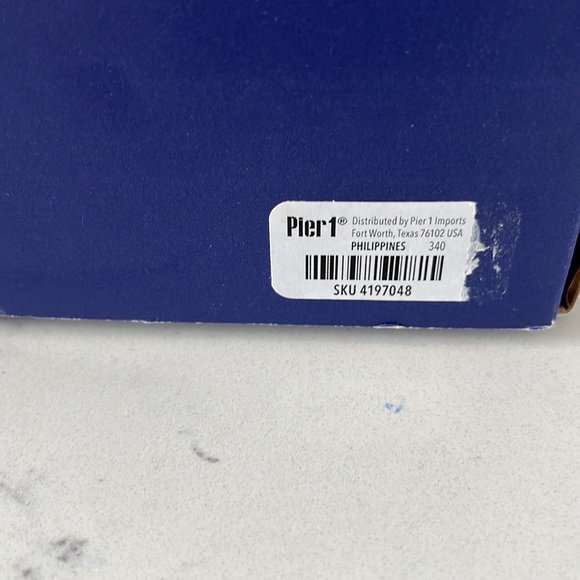 Pier1® Distributed by Pier 1 Imports
Fort Worth, Texas 76102 USA
PHILIPPINES 340
SKU 4197048